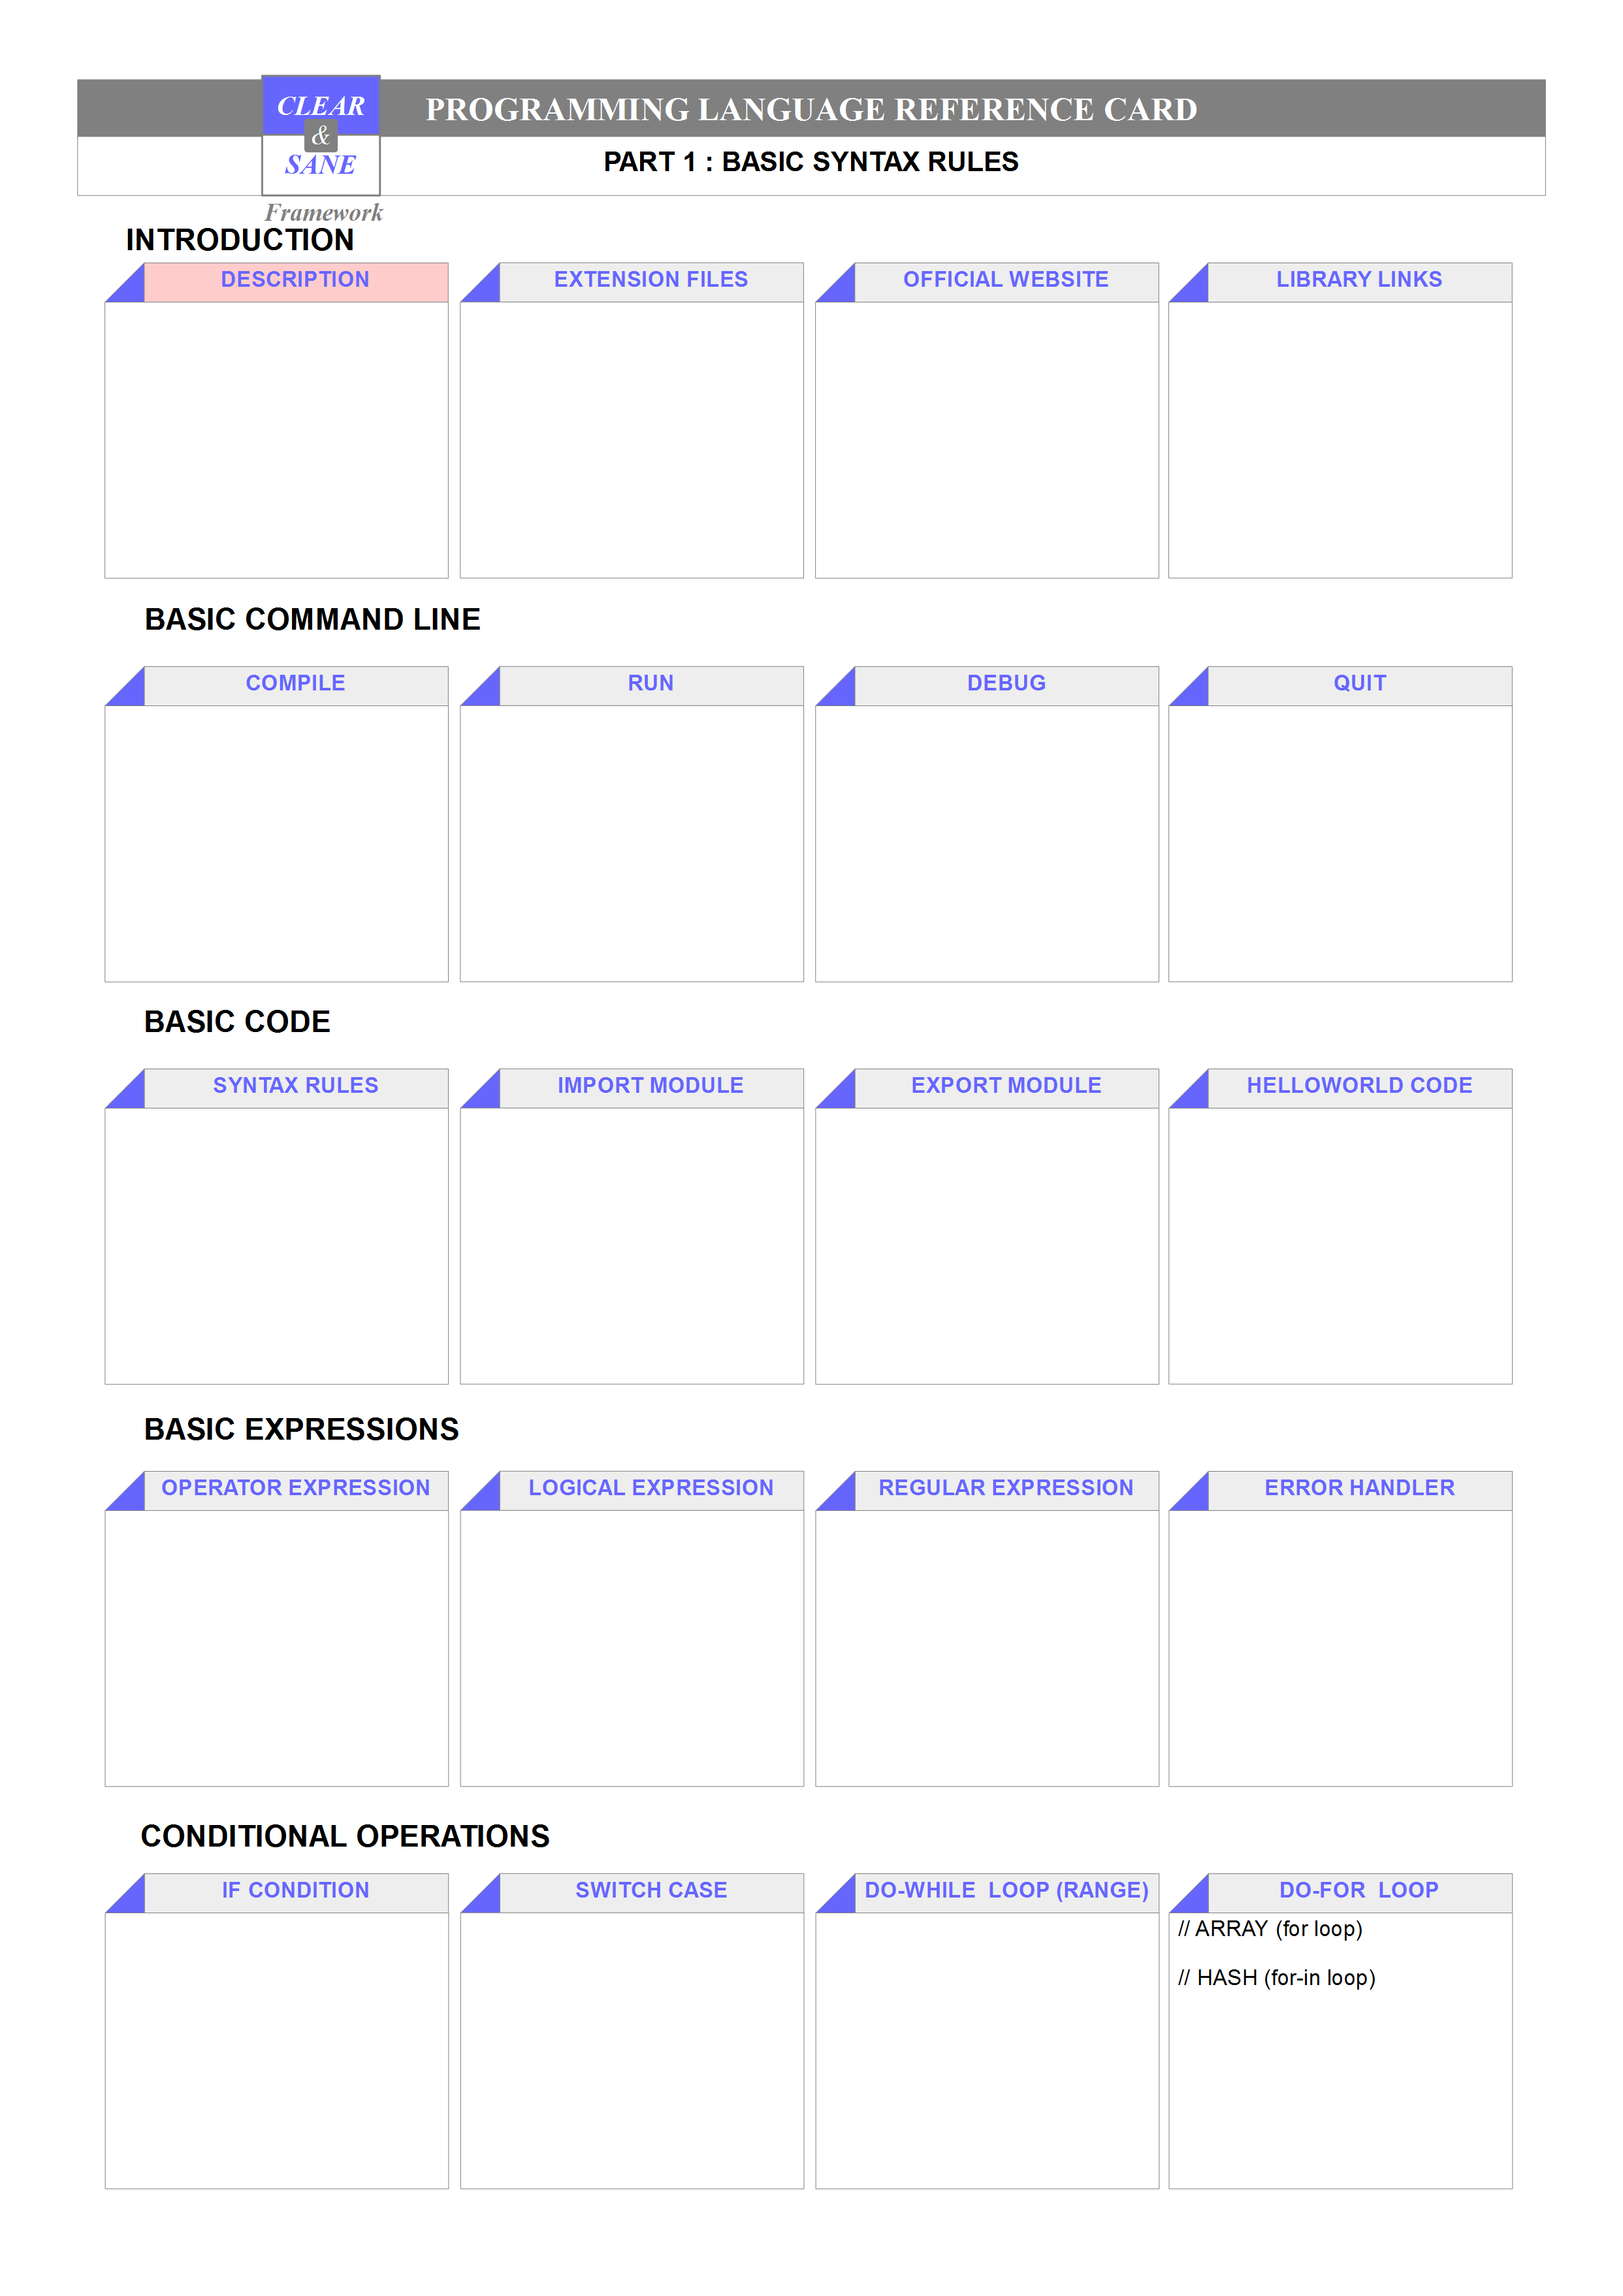 CLEAR
&
SANE
Framework
PROGRAMMING LANGUAGE REFERENCE CARD
PART 1 : BASIC SYNTAX RULES
INTRODUCTION
DESCRIPTION
EXTENSION FILES
OFFICIAL WEBSITE
LIBRARY LINKS
BASIC COMMAND LINE
COMPILE
RUN
DEBUG
QUIT
BASIC CODE
SYNTAX RULES
IMPORT MODULE
EXPORT MODULE
HELLOWORLD CODE
BASIC EXPRESSIONS
OPERATOR EXPRESSION
LOGICAL EXPRESSION
REGULAR EXPRESSION
ERROR HANDLER
CONDITIONAL OPERATIONS
IF CONDITION
SWITCH CASE
DO-WHILE  LOOP (RANGE)
DO-FOR  LOOP
// ARRAY (for loop)
// HASH (for-in loop)